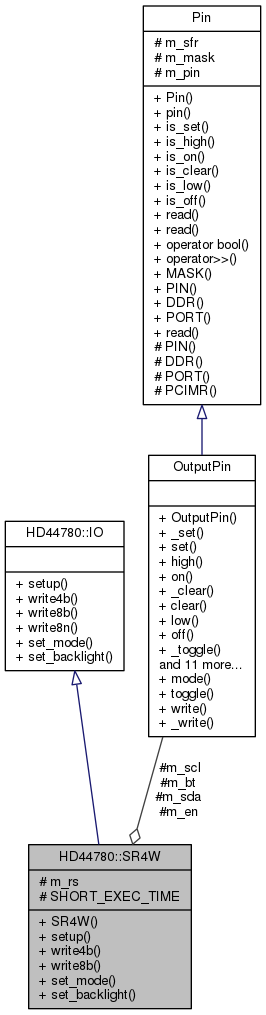 Pin
# m_sfr
# m_mask
# m_pin
+ Pin()
+ pin()
+ is_set()
+ is_high()
+ is_on()
+ is_clear()
+ is_low()
+ is_off()
+ read()
+ read()
+ operator bool()
+ operator>>()
+ MASK()
+ PIN()
+ DDR()
+ PORT()
+ read()
# PIN()
# DDR()
# PORT()
# PCIMR()
OutputPin
+ OutputPin()
+ _set()
+ set()
+ high()
+ on()
+ _clear()
+ clear()
+ low()
+ off()
+ _toggle()
and 11 more...
+ mode()
+ toggle()
+ write()
+ _write()
HD44780::IO
+ setup()
+ write4b()
+ write8b()
+ write8n()
+ set_mode()
+ set_backlight()
#m_scl
#m_bt
#m_sda
#m_en
HD44780::SR4W
# m_rs
# SHORT_EXEC_TIME
+ SR4W()
+ setup()
+ write4b()
+ write8b()
+ set_mode()
+ set_backlight()